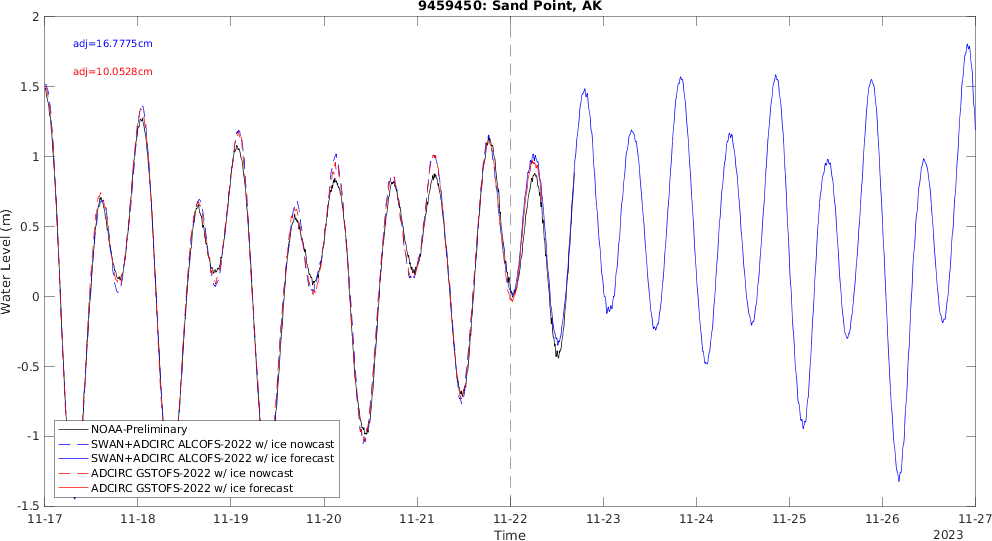 9459450: Sand Point, AK
adj=16.7775cm
adj=10.0528cm
Water Level (m)
2
1.5
1
0.5
0
-0.5
-1
-1.5
NOAA-Preliminary
SWAN+ADCIRC ALCOFS-2022 w/ ice nowcast
SWAN+ADCIRC ALCOFS-2022 w/ ice forecast
ADCIRC GSTOFS-2022 w/ ice nowcast
ADCIRC GSTOFS-2022 w/ ice forecast
11-17 11-18 11-19 11-20 11-21 11-22 11-23 11-24 11-25 11-26 11-27
Time
2023